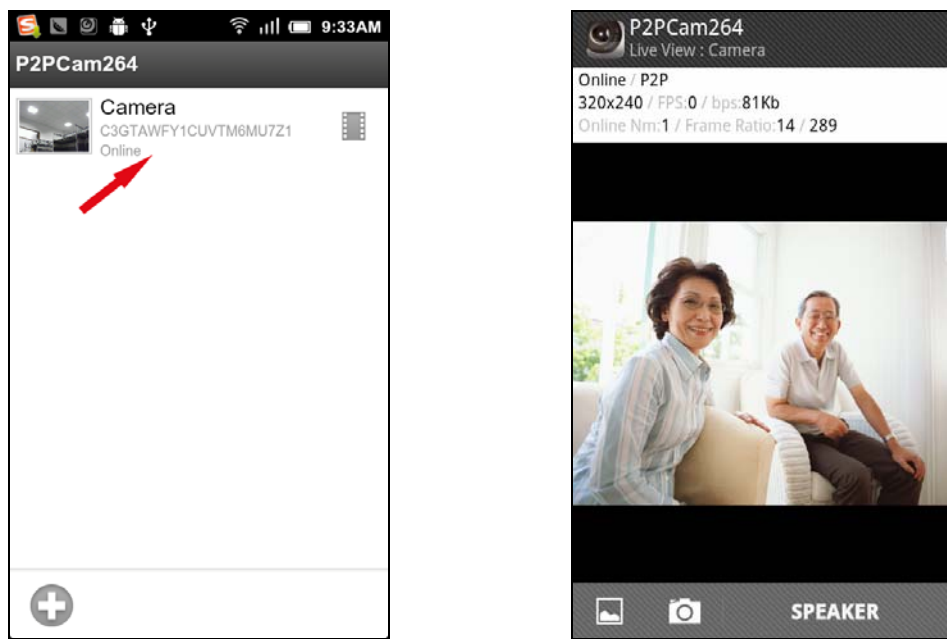 9:33AM
P2PCam264
Camera
C3GTAWFY1CUVTM6MU7Z1
Online
P2PCam264
Live View : Camera
Online / P2P
320x240 / FPS:0 / bps:81Kb
Online Nm:1 / Frame Ratio:14 / 289
SPEAKER